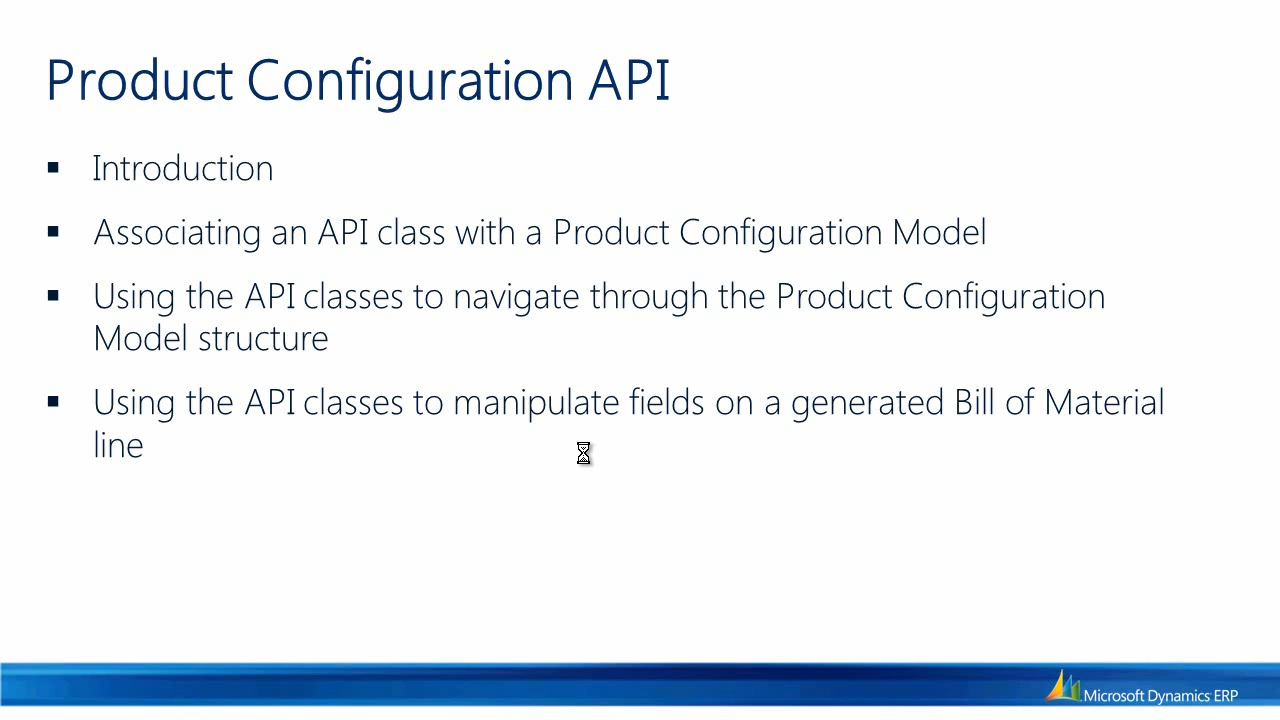 Product Configuration API
Introduction
Associating an API class with a Product Configuration Model
Using the API classes to navigate through the Product Configuration
Model structure
Using the API classes to manipulate fields on a generated Bill of Material
line
Microsoft Dynamics ERP